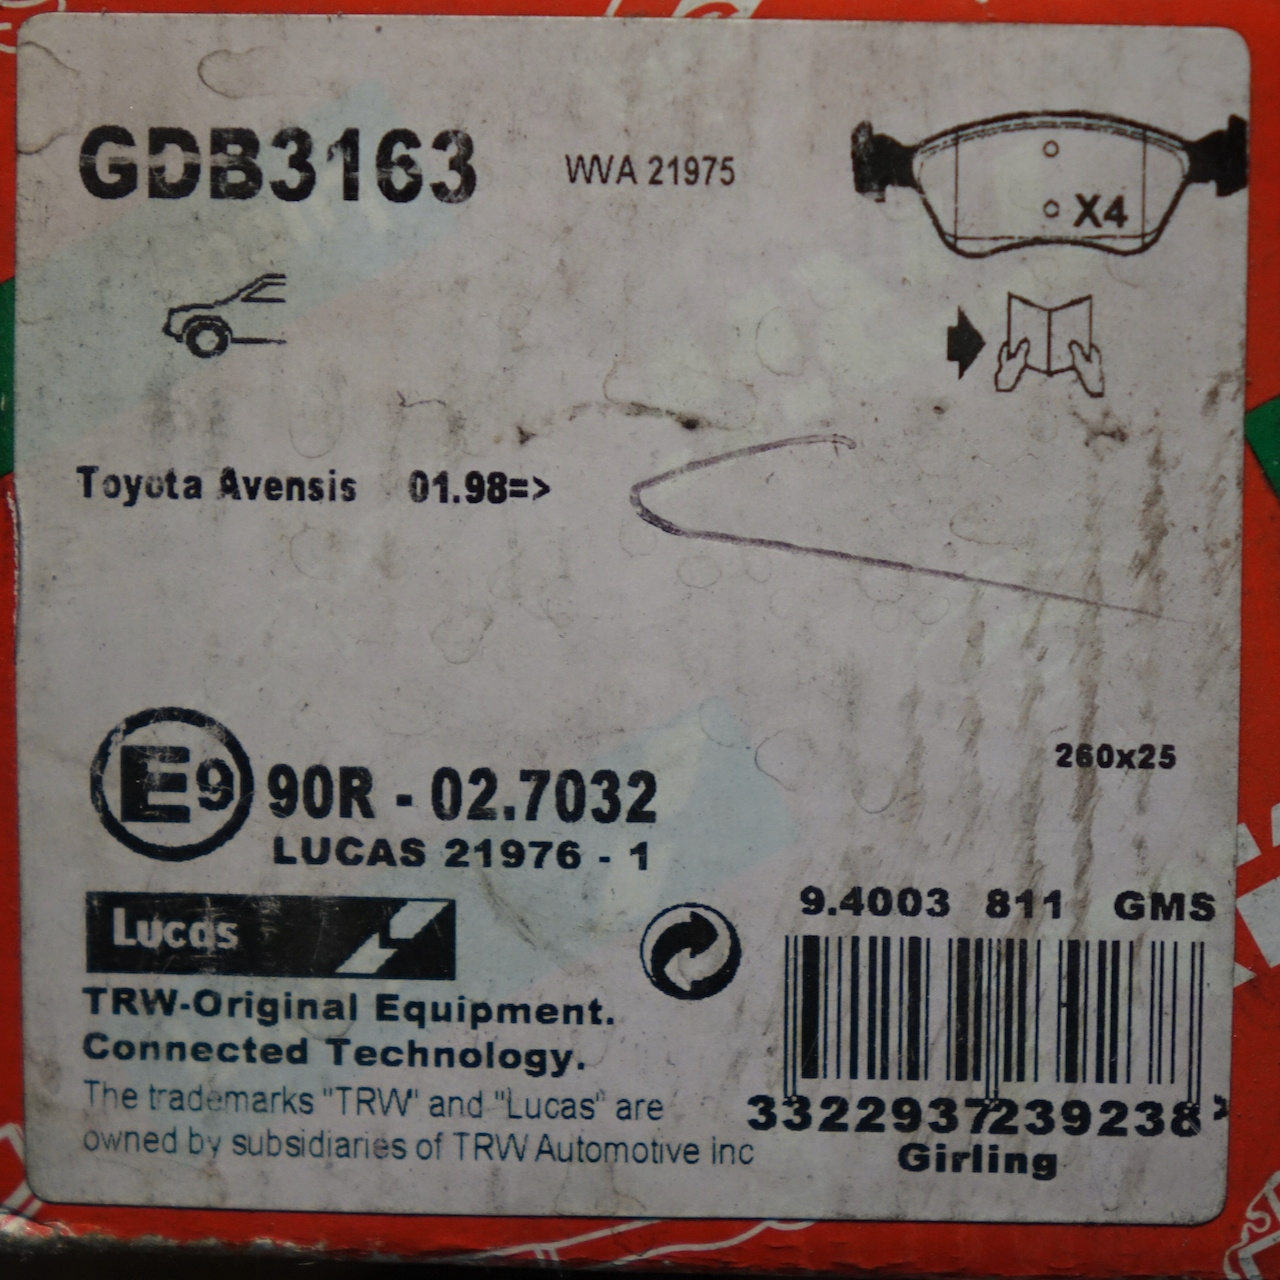 GDB3163
WVA 21975
X4
Toyota Avensis 01.98=>
260x25
E9 90R - 02.7032
LUCAS 21976 - 1
Lucas
9.4003 811 GMS
TRW-Original Equipment.
Connected Technology.
The trademarks "TRW" and "Lucas" are
owned by subsidiaries of TRW Automotive inc
3322937239238>
Girling